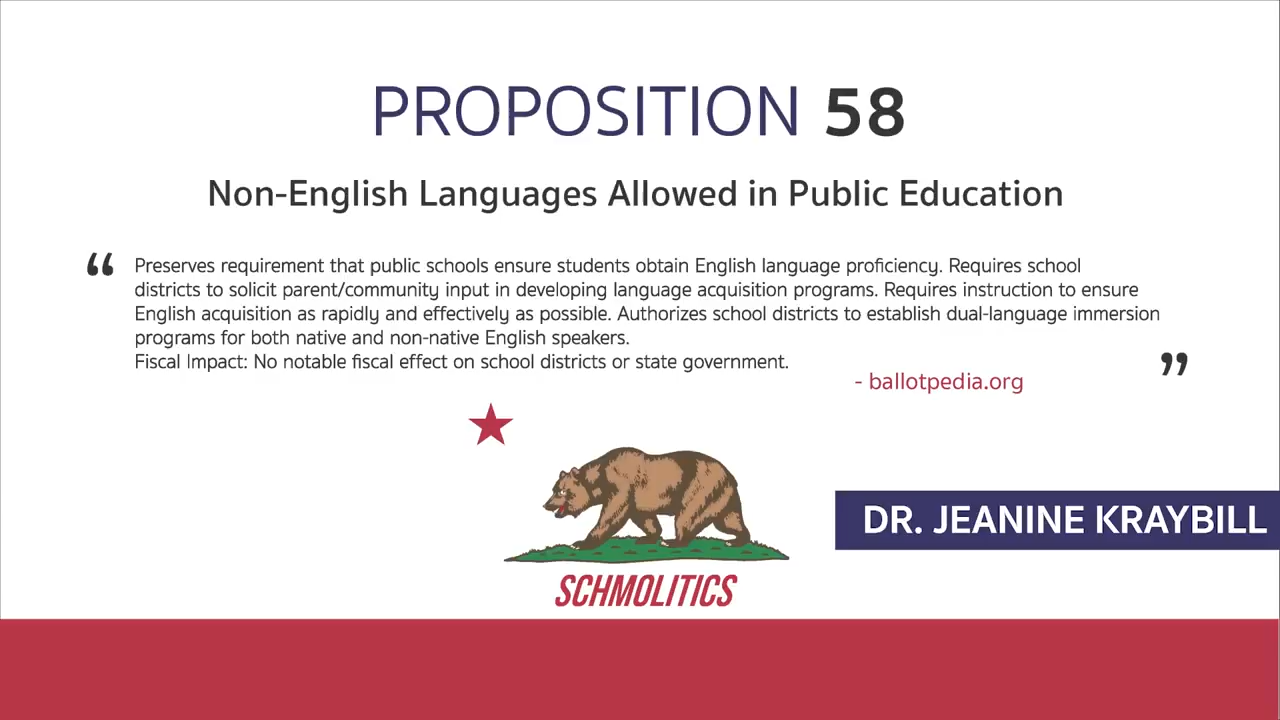 PROPOSITION 58
Non-English Languages Allowed in Public Education
“ Preserves requirement that public schools ensure students obtain English language proficiency. Requires school
districts to solicit parent/community input in developing language acquisition programs. Requires instruction to ensure
English acquisition as rapidly and effectively as possible. Authorizes school districts to establish dual-language immersion
programs for both native and non-native English speakers.
Fiscal Impact: No notable fiscal effect on school districts or state government. ”
- ballotpedia.org
DR. JEANINE KRAYBILL
SCHMOLITICS